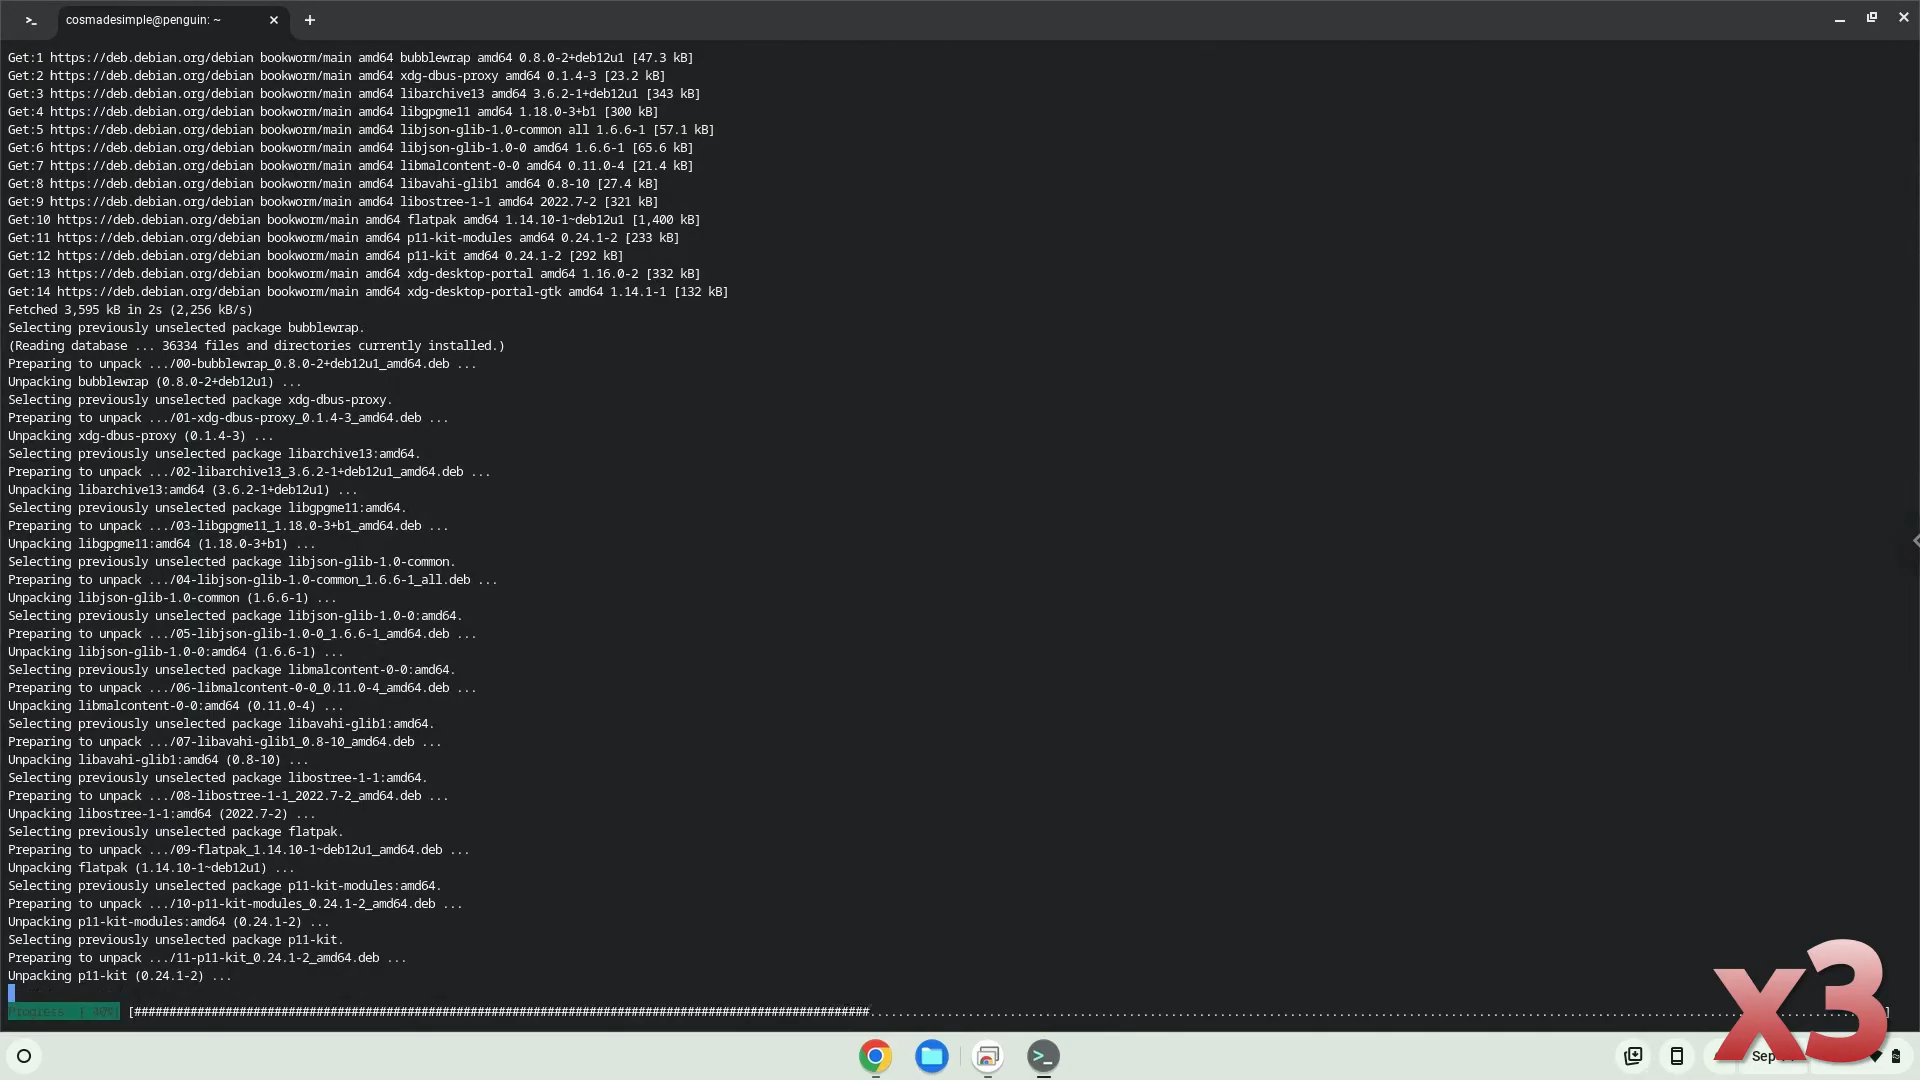 cosmadesimple@penguin: ~
Get:1 https://deb.debian.org/debian bookworm/main amd64 bubblewrap amd64 0.8.0-2+deb12u1 [47.3 kB]
Get:2 https://deb.debian.org/debian bookworm/main amd64 xdg-dbus-proxy amd64 0.1.4-3 [23.2 kB]
Get:3 https://deb.debian.org/debian bookworm/main amd64 libarchive13 amd64 3.6.2-1+deb12u1 [343 kB]
Get:4 https://deb.debian.org/debian bookworm/main amd64 libgpgme11 amd64 1.18.0-3+b1 [300 kB]
Get:5 https://deb.debian.org/debian bookworm/main amd64 libjson-glib-1.0-common all 1.6.6-1 [57.1 kB]
Get:6 https://deb.debian.org/debian bookworm/main amd64 libjson-glib-1.0-0 amd64 1.6.6-1 [65.6 kB]
Get:7 https://deb.debian.org/debian bookworm/main amd64 libmalcontent-0-0 amd64 0.11.0-4 [21.4 kB]
Get:8 https://deb.debian.org/debian bookworm/main amd64 libavahi-glib1 amd64 0.8-10 [27.4 kB]
Get:9 https://deb.debian.org/debian bookworm/main amd64 libostree-1-1 amd64 2022.7-2 [321 kB]
Get:10 https://deb.debian.org/debian bookworm/main amd64 flatpak amd64 1.14.10-1~deb12u1 [1,400 kB]
Get:11 https://deb.debian.org/debian bookworm/main amd64 p11-kit-modules amd64 0.24.1-2 [233 kB]
Get:12 https://deb.debian.org/debian bookworm/main amd64 p11-kit amd64 0.24.1-2 [292 kB]
Get:13 https://deb.debian.org/debian bookworm/main amd64 xdg-desktop-portal amd64 1.16.0-2 [332 kB]
Get:14 https://deb.debian.org/debian bookworm/main amd64 xdg-desktop-portal-gtk amd64 1.14.1-1 [132 kB]
Fetched 3,595 kB in 2s (2,256 kB/s)
Selecting previously unselected package bubblewrap.
(Reading database ... 36334 files and directories currently installed.)
Preparing to unpack .../00-bubblewrap_0.8.0-2+deb12u1_amd64.deb ...
Unpacking bubblewrap (0.8.0-2+deb12u1) ...
Selecting previously unselected package xdg-dbus-proxy.
Preparing to unpack .../01-xdg-dbus-proxy_0.1.4-3_amd64.deb ...
Unpacking xdg-dbus-proxy (0.1.4-3) ...
Selecting previously unselected package libarchive13:amd64.
Preparing to unpack .../02-libarchive13_3.6.2-1+deb12u1_amd64.deb ...
Unpacking libarchive13:amd64 (3.6.2-1+deb12u1) ...
Selecting previously unselected package libgpgme11:amd64.
Preparing to unpack .../03-libgpgme11_1.18.0-3+b1_amd64.deb ...
Unpacking libgpgme11:amd64 (1.18.0-3+b1) ...
Selecting previously unselected package libjson-glib-1.0-common.
Preparing to unpack .../04-libjson-glib-1.0-common_1.6.6-1_all.deb ...
Unpacking libjson-glib-1.0-common (1.6.6-1) ...
Selecting previously unselected package libjson-glib-1.0-0:amd64.
Preparing to unpack .../05-libjson-glib-1.0-0_1.6.6-1_amd64.deb ...
Unpacking libjson-glib-1.0-0:amd64 (1.6.6-1) ...
Selecting previously unselected package libmalcontent-0-0:amd64.
Preparing to unpack .../06-libmalcontent-0-0_0.11.0-4_amd64.deb ...
Unpacking libmalcontent-0-0:amd64 (0.11.0-4) ...
Selecting previously unselected package libavahi-glib1:amd64.
Preparing to unpack .../07-libavahi-glib1_0.8-10_amd64.deb ...
Unpacking libavahi-glib1:amd64 (0.8-10) ...
Selecting previously unselected package libostree-1-1:amd64.
Preparing to unpack .../08-libostree-1-1_2022.7-2_amd64.deb ...
Unpacking libostree-1-1:amd64 (2022.7-2) ...
Selecting previously unselected package flatpak.
Preparing to unpack .../09-flatpak_1.14.10-1~deb12u1_amd64.deb ...
Unpacking flatpak (1.14.10-1~deb12u1) ...
Selecting previously unselected package p11-kit-modules:amd64.
Preparing to unpack .../10-p11-kit-modules_0.24.1-2_amd64.deb ...
Unpacking p11-kit-modules:amd64 (0.24.1-2) ...
Selecting previously unselected package p11-kit.
Preparing to unpack .../11-p11-kit_0.24.1-2_amd64.deb ...
Unpacking p11-kit (0.24.1-2) ...
Progress:
x3
Sep